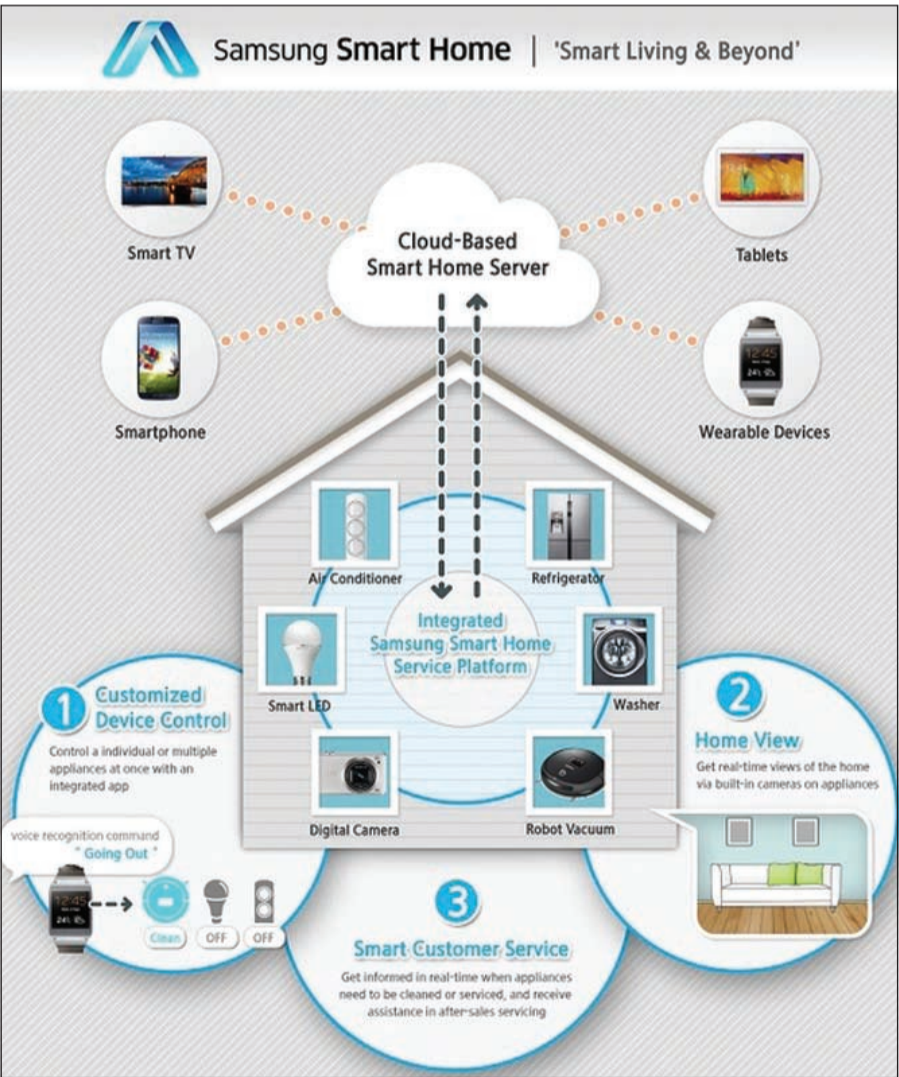 Samsung Smart Home | 'Smart Living & Beyond'
Smart TV
Tablets
Cloud-Based
Smart Home Server
12:45
Smartphone
Wearable Devices
Air Conditioner
Refrigerator
Integrated
Samsung Smart Home
Service Platform
Smart LED
Washer
Digital Camera
Robot Vacuum
1
Customized
Device Control
Control a individual or multiple
appliances at once with an
integrated app
voice recognition command
" Going Out "
12:45
Clean
OFF
OFF
2
Home View
Get real-time views of the home
via built-in cameras on appliances
3
Smart Customer Service
Get informed in real-time when appliances
need to be cleaned or serviced, and receive
assistance in after-sales servicing